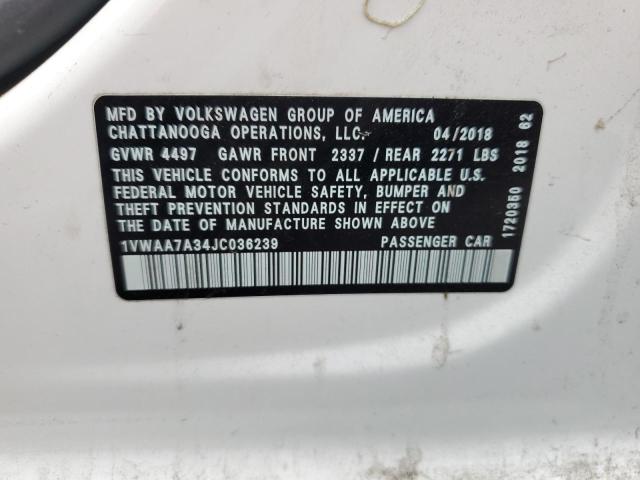 MFD BY VOLKSWAGEN GROUP OF AMERICA
CHATTANOOGA OPERATIONS, LLC. 04/2018
GVWR 4497 GAWR FRONT 2337 / REAR 2271 LBS
THIS VEHICLE CONFORMS TO ALL APPLICABLE U.S.
FEDERAL MOTOR VEHICLE SAFETY, BUMPER AND
THEFT PREVENTION STANDARDS IN EFFECT ON
THE DATE OF MANUFACTURE SHOWN ABOVE
1VWAA7A34JC036239 PASSENGER CAR
1720350 2018 62